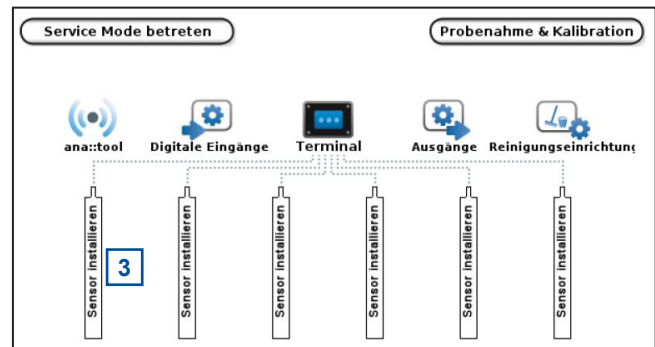 Service Mode betreten
Probenahme & Kalibration
ana::tool
Digitale Eingänge
Terminal
Ausgänge
Reinigungseinrichtung
Sensor installieren
3
Sensor installieren
Sensor installieren
Sensor installieren
Sensor installieren
Sensor installieren